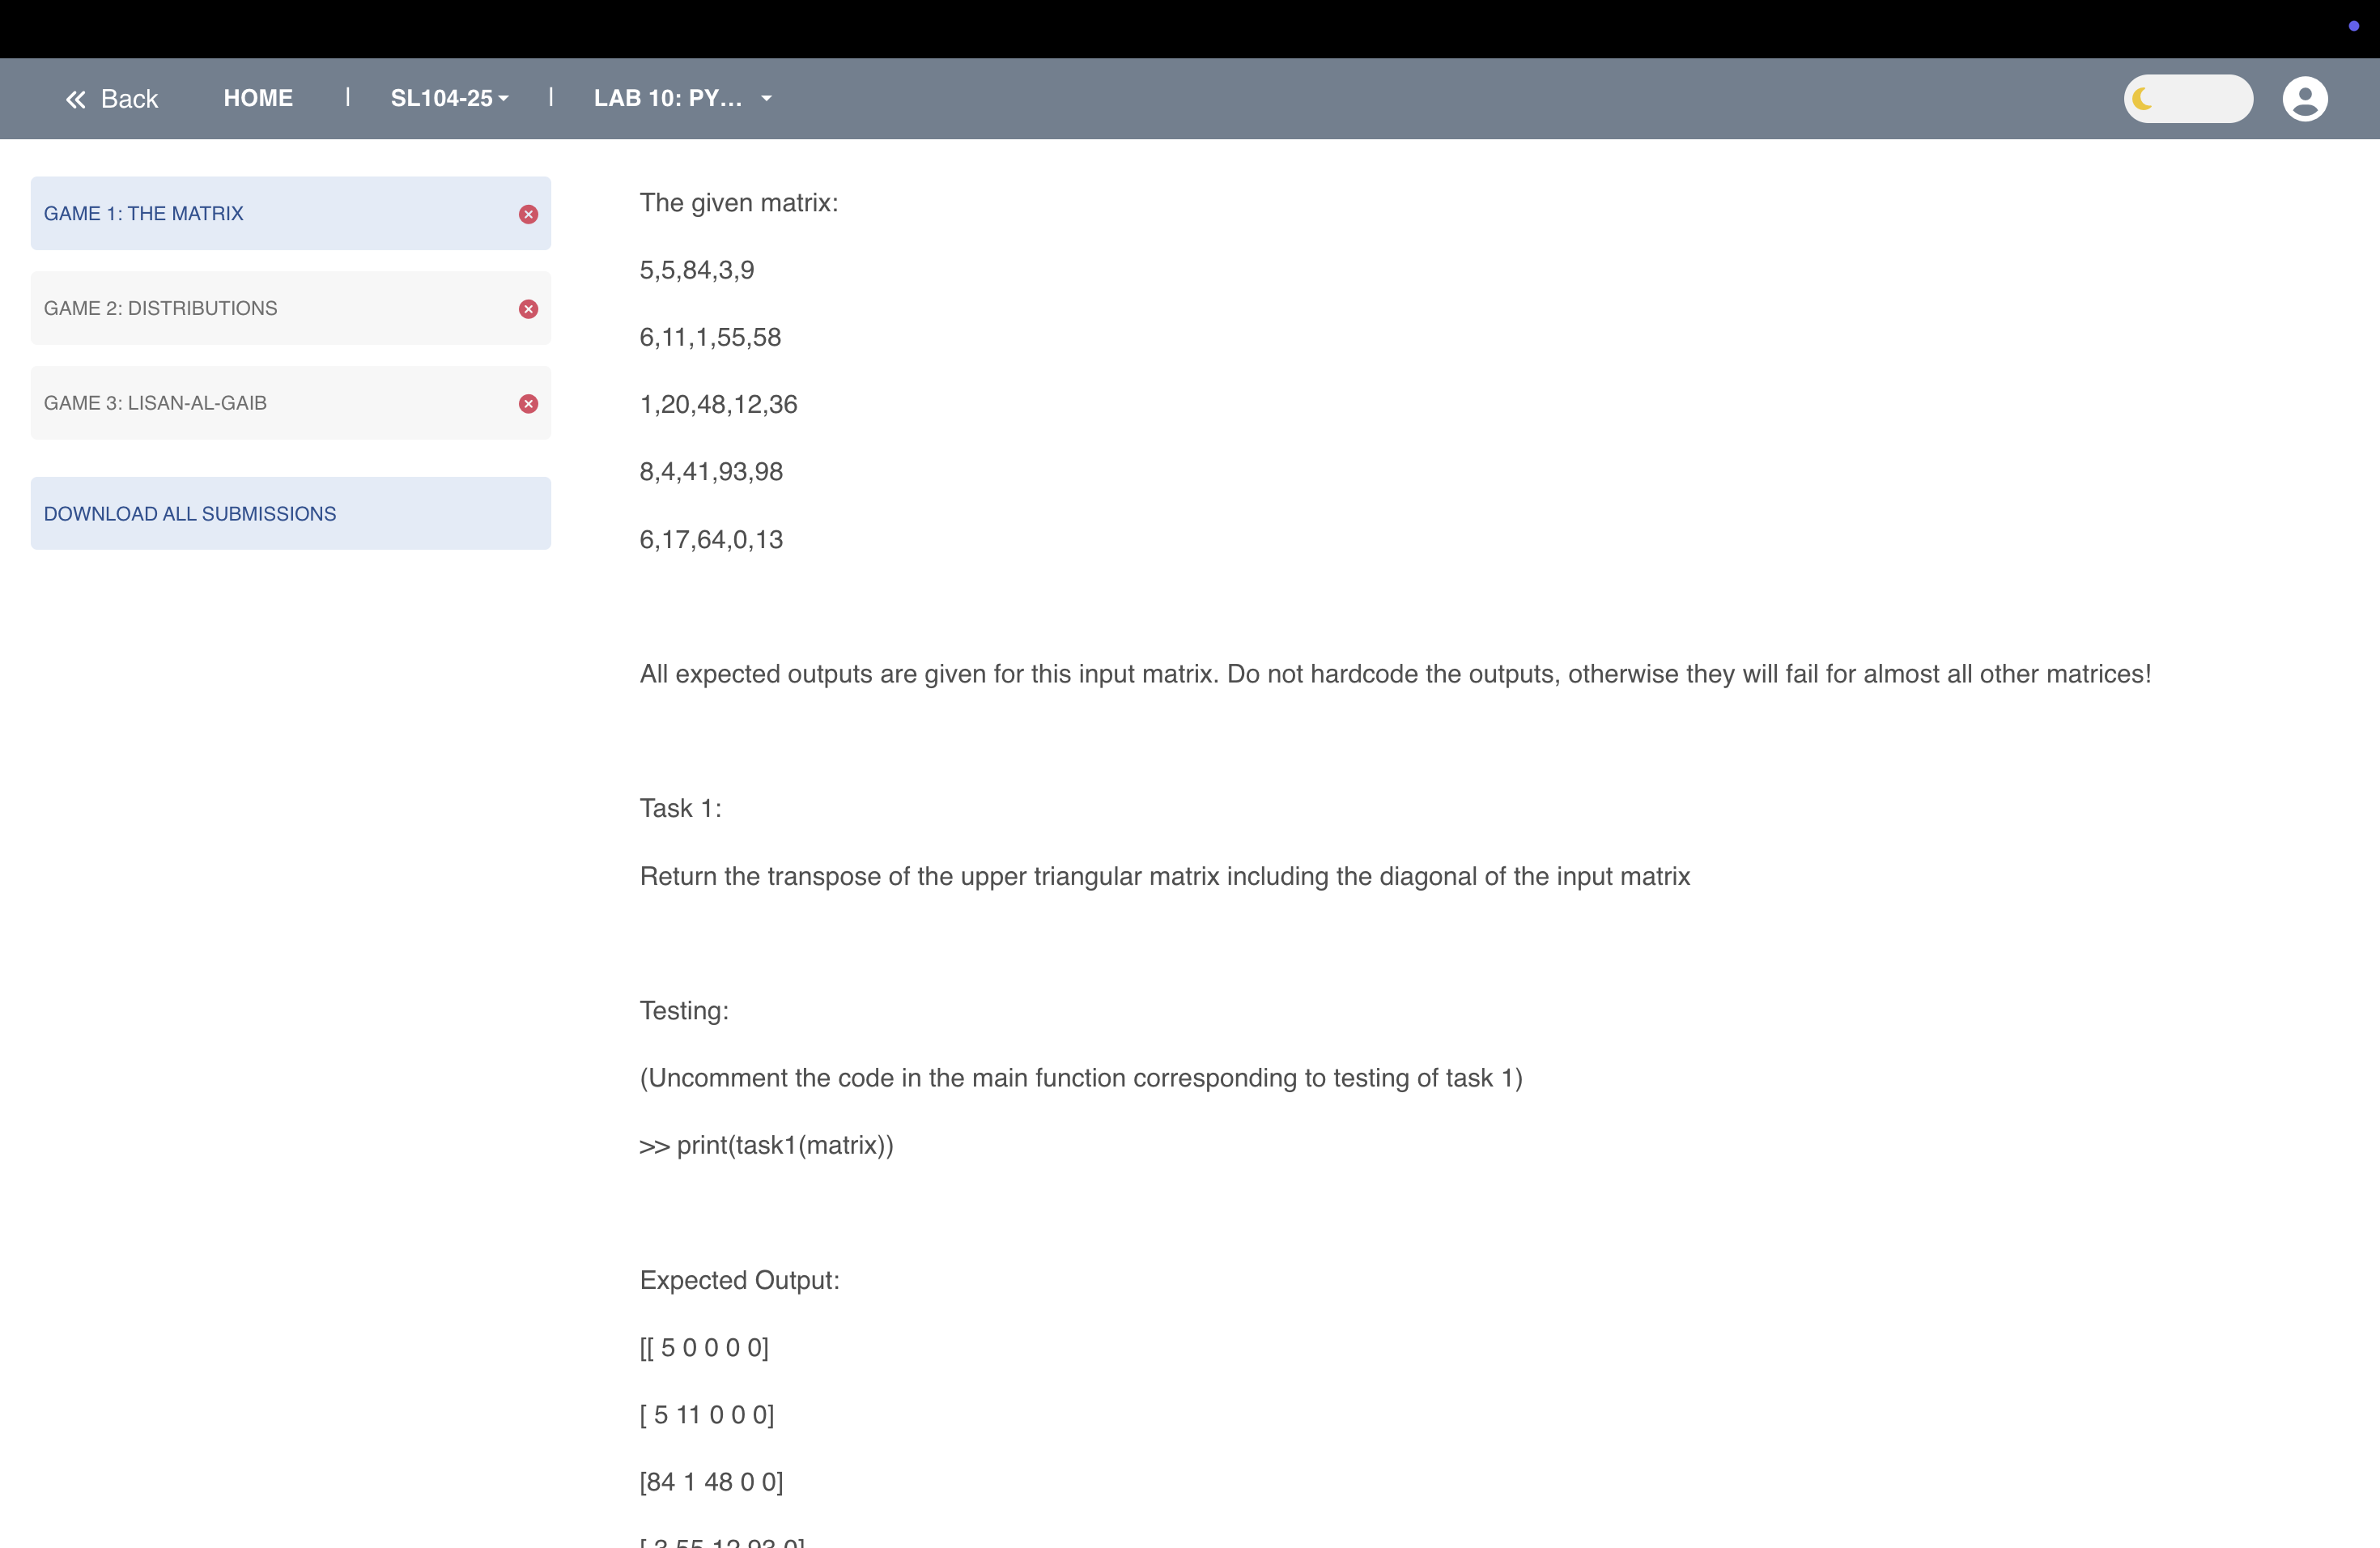 Back
HOME
|
SL104-25
|
LAB 10: PY...
GAME 1: THE MATRIX
GAME 2: DISTRIBUTIONS
GAME 3: LISAN-AL-GAIB
DOWNLOAD ALL SUBMISSIONS
The given matrix:
5,5,84,3,9
6,11,1,55,58
1,20,48,12,36
8,4,41,93,98
6,17,64,0,13
All expected outputs are given for this input matrix. Do not hardcode the outputs, otherwise they will fail for almost all other matrices!
Task 1:
Return the transpose of the upper triangular matrix including the diagonal of the input matrix
Testing:
(Uncomment the code in the main function corresponding to testing of task 1)
>> print(task1(matrix))
Expected Output:
[[ 5 0 0 0 0]
[ 5 11 0 0 0]
[84 1 48 0 0]
[ 3 55 12 93 0]